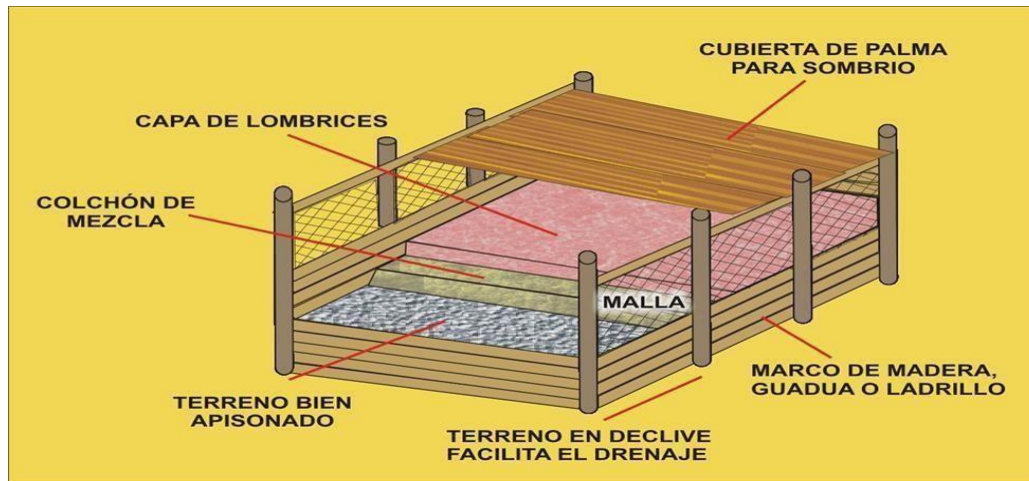 CUBIERTA DE PALMA
PARA SOMBRIO
CAPA DE LOMBRICES
COLCHÓN DE
MEZCLA
MALLA
MARCO DE MADERA,
GUADUA O LADRILLO
TERRENO BIEN
APISONADO
TERRENO EN DECLIVE
FACILITA EL DRENAJE